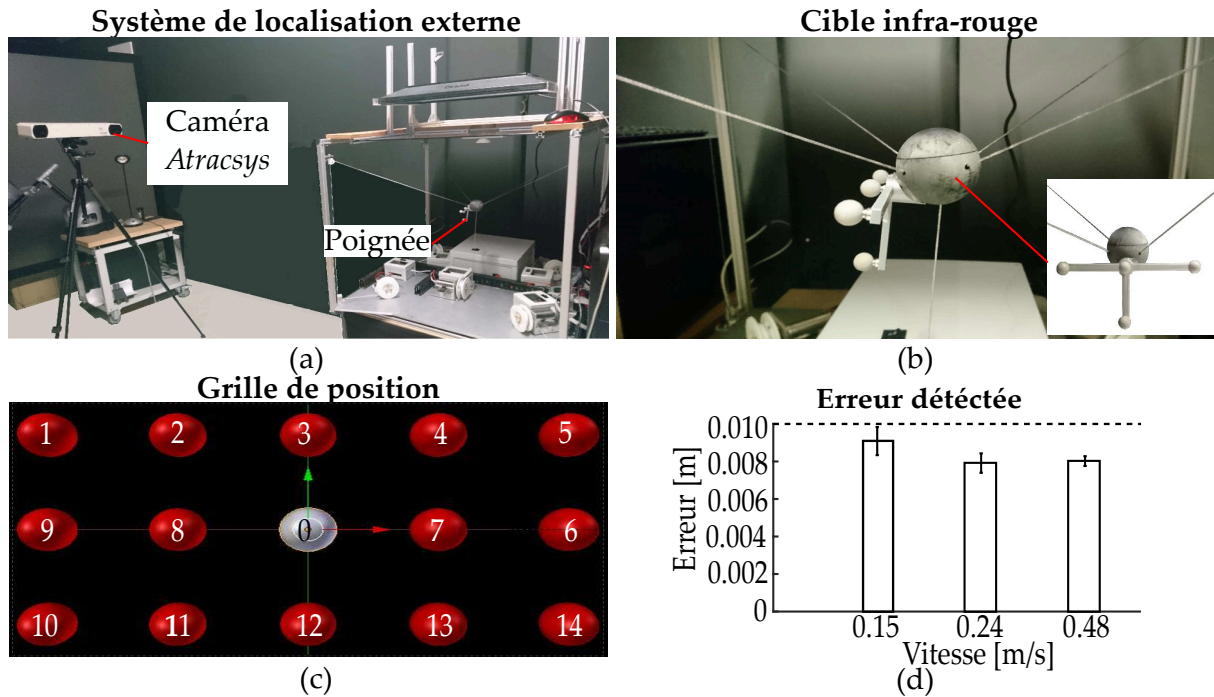 Système de localisation externe
Caméra
Atracsys
Poignée
(a)
Cible infra-rouge
(b)
Grille de position
1 2 3 4 5
9 8 0 7 6
10 11 12 13 14
(c)
Erreur détéctée
Erreur [m]
0.010
0.008
0.006
0.004
0.002
0
0.15 0.24 0.48
Vitesse [m/s]
(d)